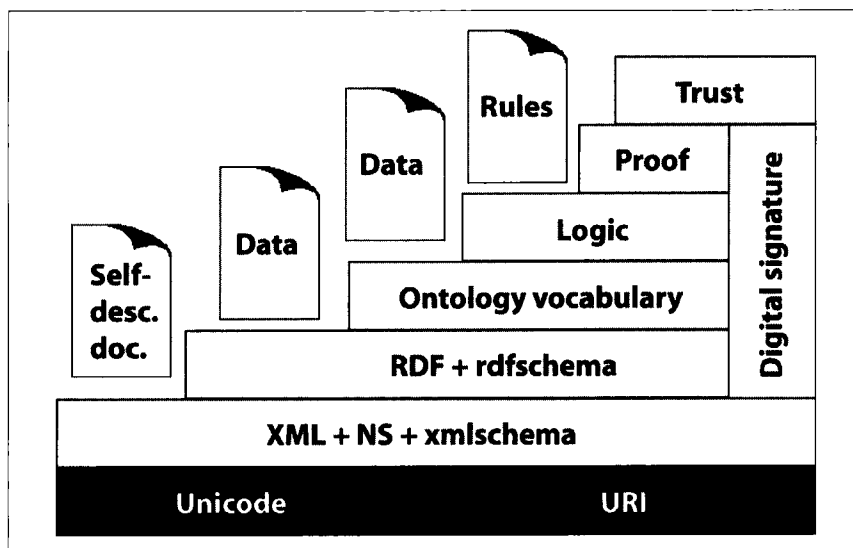 Rules
Trust
Data
Proof
Digital signature
Data
Logic
Self-
desc.
doc.
Ontology vocabulary
RDF + rdfschema
XML + NS + xmlschema
Unicode
URI